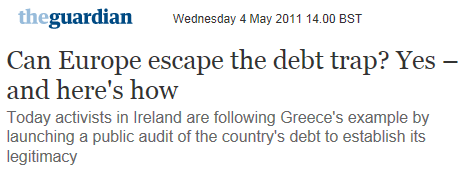 theguardian Wednesday 4 May 2011 14.00 BST
Can Europe escape the debt trap? Yes –
and here's how
Today activists in Ireland are following Greece's example by
launching a public audit of the country's debt to establish its
legitimacy